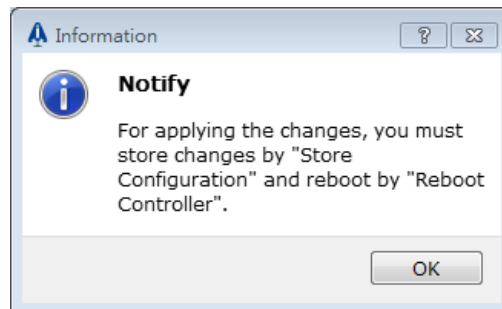 Information
Notify
For applying the changes, you must
store changes by "Store
Configuration" and reboot by "Reboot
Controller".
OK